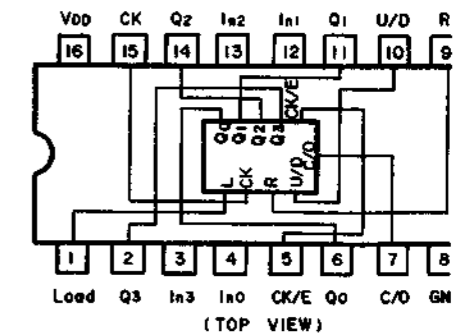 VDD CK Q2 In2 In1 Q1 U/D R
16 15 14 13 12 11 10 9
CK/E
Q0 Q1 Q2 Q3
C/O
L CK R U/D
1 2 3 4 5 6 7 8
Load Q3 In3 In0 CK/E Q0 C/O GN
(TOP VIEW)